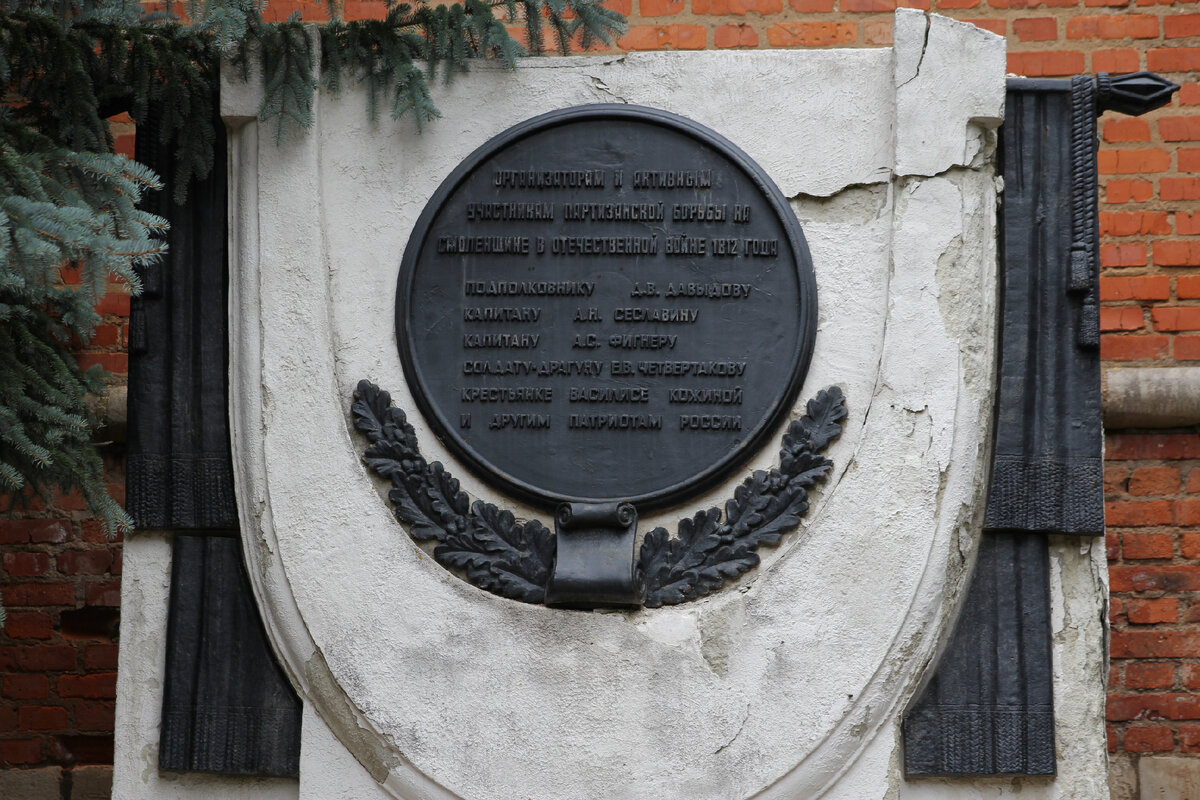 ОРГАНИЗАТОРАМ И АКТИВНЫМ
УЧАСТНИКАМ ПАРТИЗАНСКОЙ БОРЬБЫ НА
СМОЛЕНЩИНЕ В ОТЕЧЕСТВЕННОЙ ВОЙНЕ 1812 ГОДА
ПОДПОЛКОВНИКУ Д.В. ДАВЫДОВУ
КАПИТАНУ А.Н. СЕСЛАВИНУ
КАПИТАНУ А.С. ФИГНЕРУ
СОЛДАТУ-ДРАГУНУ Е.В. ЧЕТВЕРТАКОВУ
КРЕСТЬЯНКЕ ВАСИЛИСЕ КОЖИНОЙ
И ДРУГИМ ПАТРИОТАМ РОССИИ